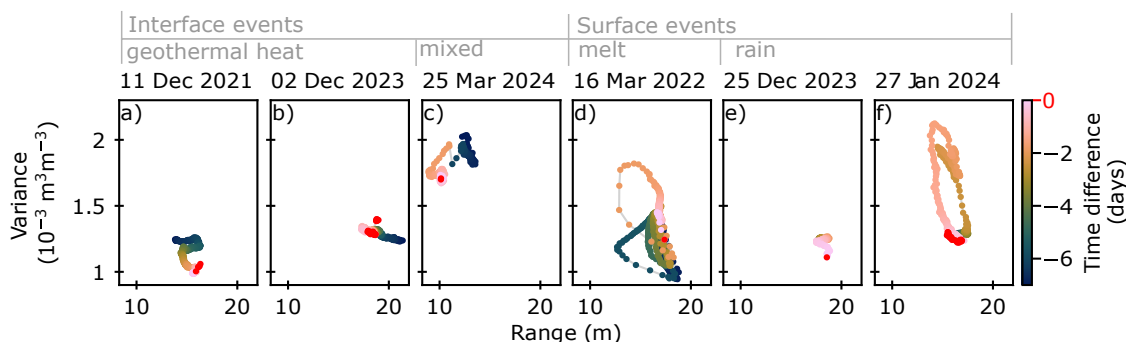 Interface events Surface events
geothermal heat mixed melt rain
11 Dec 2021 02 Dec 2023 25 Mar 2024 16 Mar 2022 25 Dec 2023 27 Jan 2024
a) b) c) d) e) f)
2
1.5
1
Variance
(10⁻³ m³m⁻³)
10 20 10 20 10 20 10 20 10 20 10 20
Range (m)
0
−2
−4
−6
Time difference
(days)